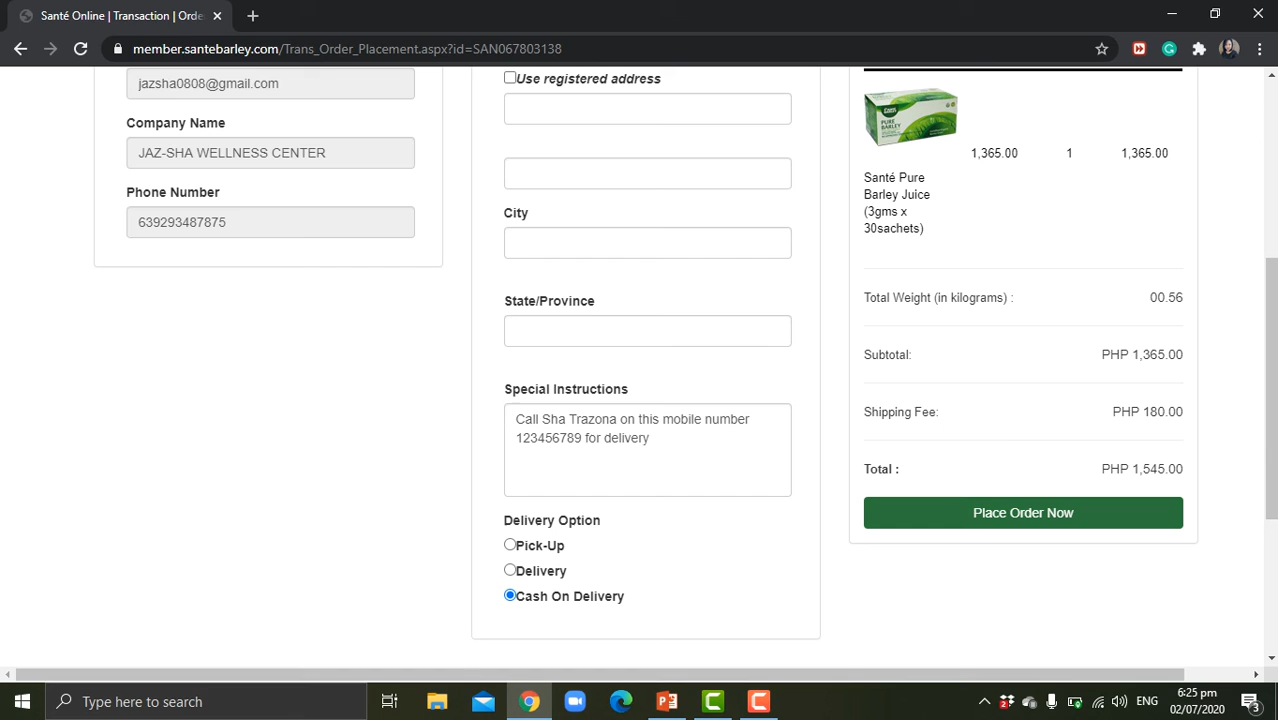 Santé Online | Transaction | Orde
member.santebarley.com/Trans_Order_Placement.aspx?id=SAN067803138
jazsha0808@gmail.com
Company Name
JAZ-SHA WELLNESS CENTER
Phone Number
639293487875
Use registered address
City
State/Province
Special Instructions
Call Sha Trazona on this mobile number
123456789 for delivery
Delivery Option
Pick-Up
Delivery
Cash On Delivery
PURE
BARLEY
1,365.00 1 1,365.00
Santé Pure
Barley Juice
(3gms x
30sachets)
Total Weight (in kilograms) : 00.56
Subtotal: PHP 1,365.00
Shipping Fee: PHP 180.00
Total : PHP 1,545.00
Place Order Now
Type here to search
ENG
6:25 pm
02/07/2020
3